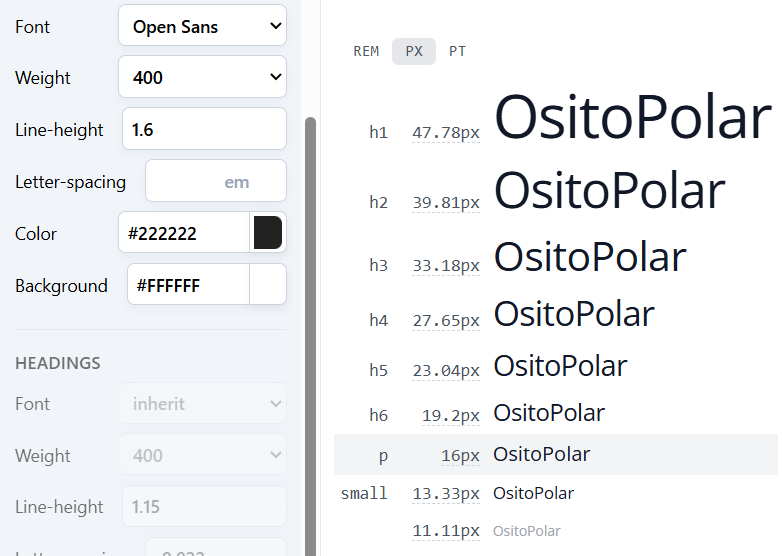 Font Open Sans
Weight 400
Line-height 1.6
Letter-spacing em
Color #222222
Background #FFFFFF
HEADINGS
Font inherit
Weight 400
Line-height 1.15
REM PX PT
h1 47.78px OsitoPolar
h2 39.81px OsitoPolar
h3 33.18px OsitoPolar
h4 27.65px OsitoPolar
h5 23.04px OsitoPolar
h6 19.2px OsitoPolar
p 16px OsitoPolar
small 13.33px OsitoPolar
11.11px OsitoPolar